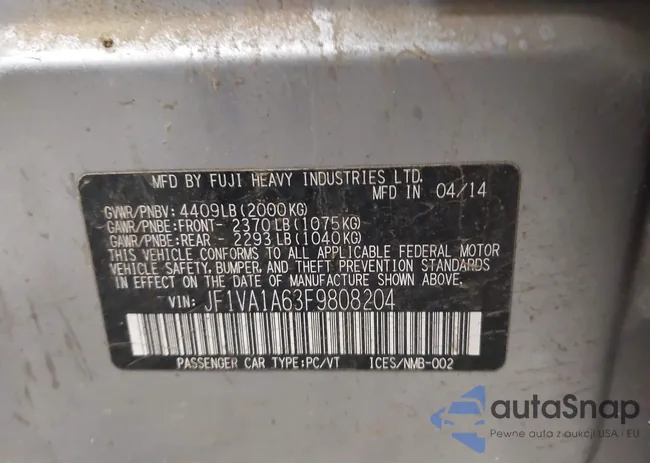 MFD BY FUJI HEAVY INDUSTRIES LTD.
MFD IN 04/14
GVWR/PNBV: 4409LB(2000KG)
GAWR/PNBE:FRONT- 2370LB(1075KG)
GAWR/PNBE:REAR - 2293LB(1040KG)
THIS VEHICLE CONFORMS TO ALL APPLICABLE FEDERAL MOTOR
VEHICLE SAFETY, BUMPER, AND THEFT PREVENTION STANDARDS
IN EFFECT ON THE DATE OF MANUFACTURE SHOWN ABOVE.
VIN: JF1VA1A63F9808204
PASSENGER CAR TYPE:PC/VT ICES/NMB-002
autaSnap
Pewne auta z aukcji USA i EU